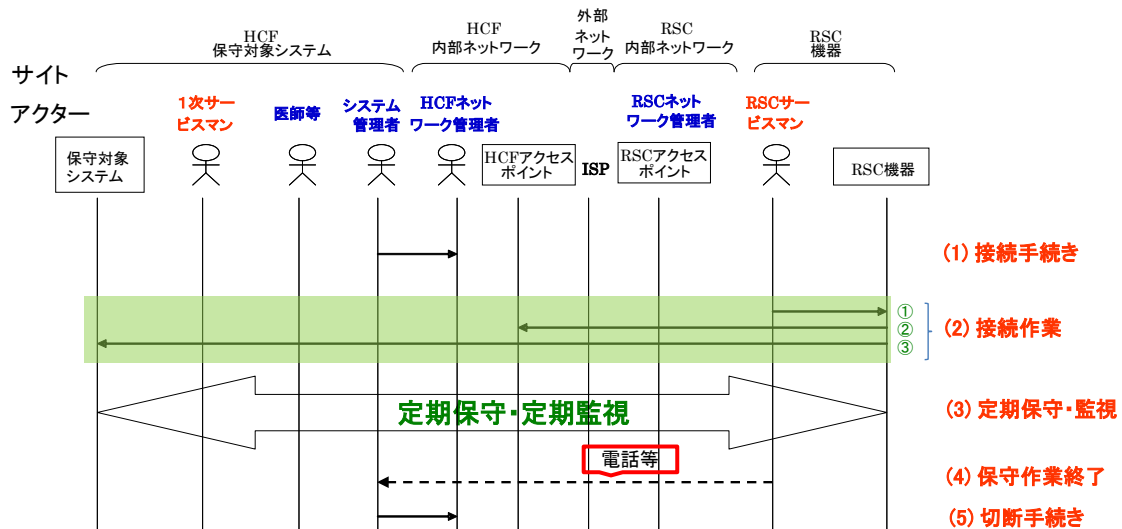 HCF
保守対象システム
HCF
内部ネットワーク
外部
ネット
ワーク
RSC
内部ネットワーク
RSC
機器
サイト
アクター
1次サー
ビスマン
医師等
システム
管理者
HCFネット
ワーク管理者
RSCネット
ワーク管理者
RSCサー
ビスマン
保守対象
システム
HCFアクセス
ポイント
ISP
RSCアクセス
ポイント
RSC機器
(1) 接続手続き
①
②
③
(2) 接続作業
定期保守・定期監視
(3) 定期保守・監視
電話等
(4) 保守作業終了
(5) 切断手続き